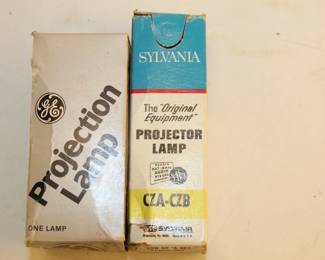 GE
Projection
Lamp
ONE LAMP
SYLVANIA
The "Original
Equipment"
PROJECTOR
LAMP
CZA-CZB
SYLVANIA